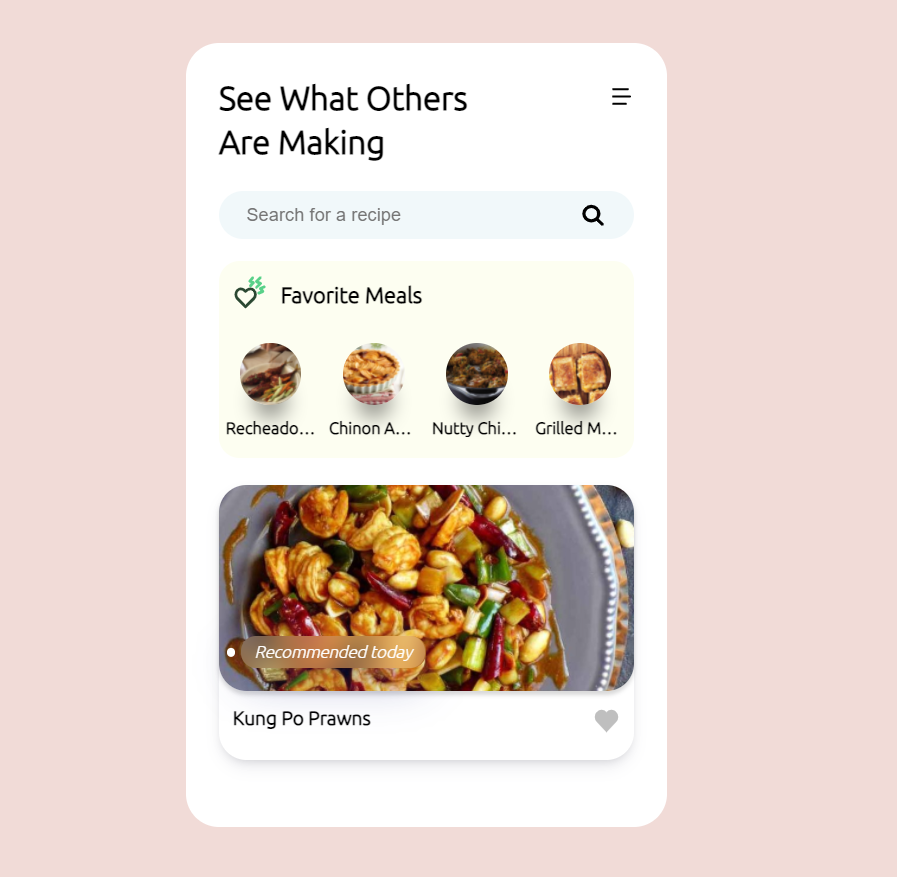 See What Others
Are Making
Search for a recipe
Favorite Meals
Recheado...
Chinon A...
Nutty Chi...
Grilled M...
Recommended today
Kung Po Prawns